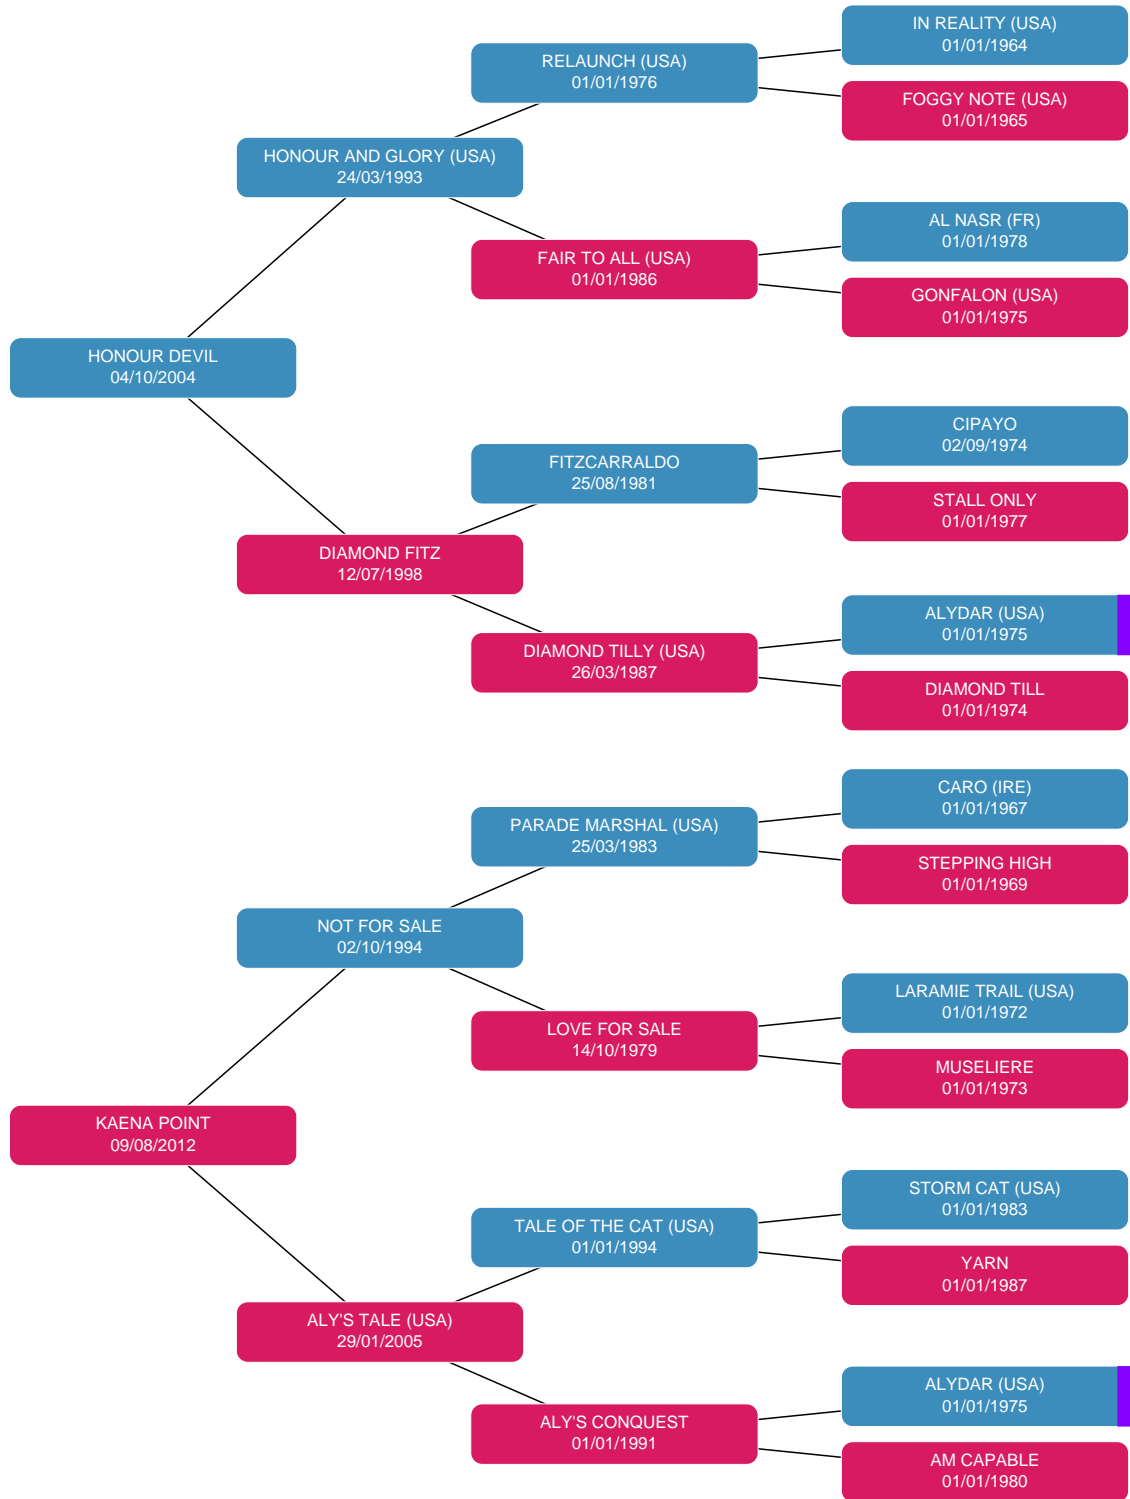 IN REALITY (USA)
01/01/1964
RELAUNCH (USA)
01/01/1976
FOGGY NOTE (USA)
01/01/1965
HONOUR AND GLORY (USA)
24/03/1993
AL NASR (FR)
01/01/1978
FAIR TO ALL (USA)
01/01/1986
GONFALON (USA)
01/01/1975
HONOUR DEVIL
04/10/2004
CIPAYO
02/09/1974
FITZCARRALDO
25/08/1981
STALL ONLY
01/01/1977
DIAMOND FITZ
12/07/1998
ALYDAR (USA)
01/01/1975
DIAMOND TILLY (USA)
26/03/1987
DIAMOND TILL
01/01/1974
CARO (IRE)
01/01/1967
PARADE MARSHAL (USA)
25/03/1983
STEPPING HIGH
01/01/1969
NOT FOR SALE
02/10/1994
LARAMIE TRAIL (USA)
01/01/1972
LOVE FOR SALE
14/10/1979
MUSELIERE
01/01/1973
KAENA POINT
09/08/2012
STORM CAT (USA)
01/01/1983
TALE OF THE CAT (USA)
01/01/1994
YARN
01/01/1987
ALY'S TALE (USA)
29/01/2005
ALYDAR (USA)
01/01/1975
ALY'S CONQUEST
01/01/1991
AM CAPABLE
01/01/1980